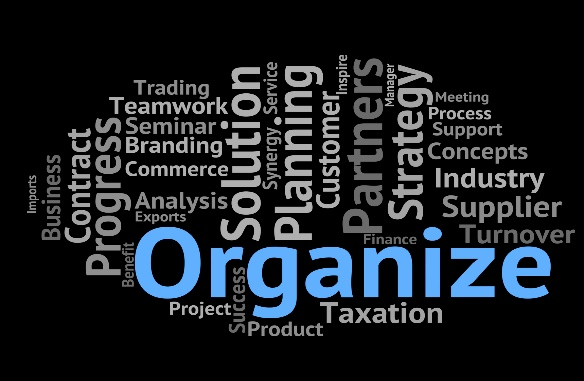 Imports
Business
Contract
Progress
Benefit
Trading
Teamwork
Seminar
Branding
Commerce
Analysis
Exports
Solution
Synergy
Service
Planning
Customer
Inspire
Partners
Manager
Strategy
Meeting
Process
Support
Concepts
Industry
Supplier
Turnover
Finance
Organize
Project
Success
Product
Taxation